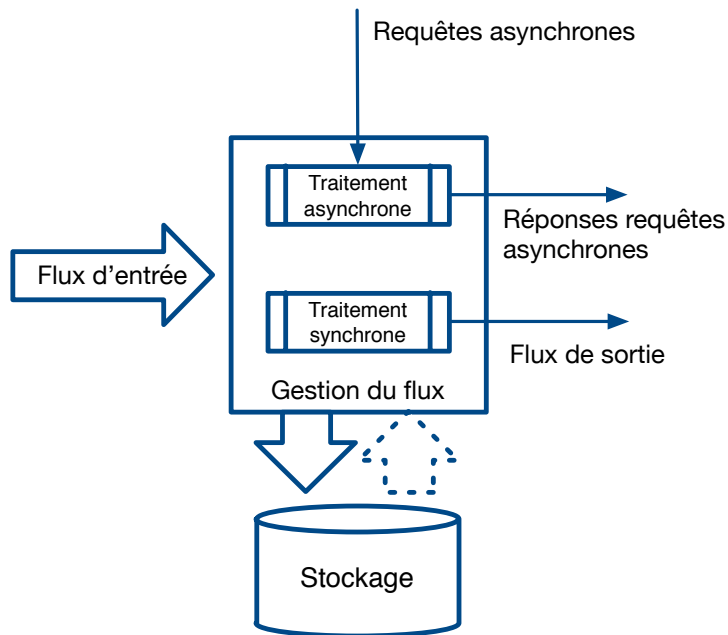 Requêtes asynchrones
Traitement
asynchrone
Réponses requêtes
asynchrones
Flux d'entrée
Traitement
synchrone
Flux de sortie
Gestion du flux
Stockage